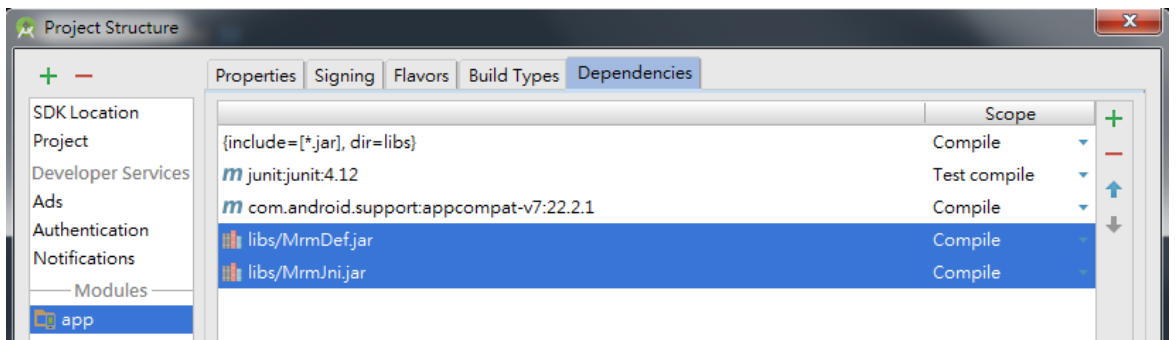 Project Structure
Properties Signing Flavors Build Types Dependencies
SDK Location
Project
Developer Services
Ads
Authentication
Notifications
Modules
app
Scope
{include=[*.jar], dir=libs} Compile
m junit:junit:4.12 Test compile
m com.android.support:appcompat-v7:22.2.1 Compile
libs/MrmDef.jar Compile
libs/MrmJni.jar Compile